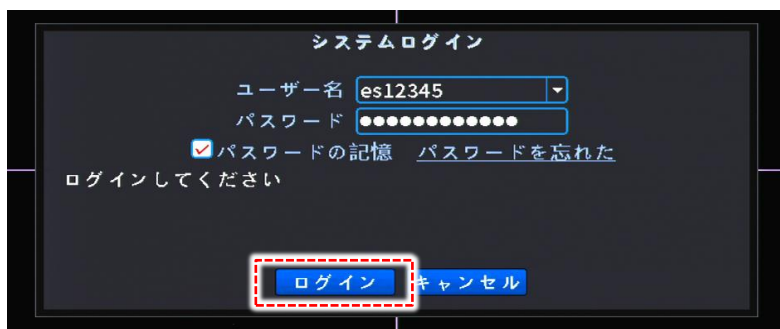 システムログイン
ユーザー名 es12345
パスワード ●●●●●●●●●●●●
パスワードの記憶 パスワードを忘れた
ログインしてください
ログイン キャンセル